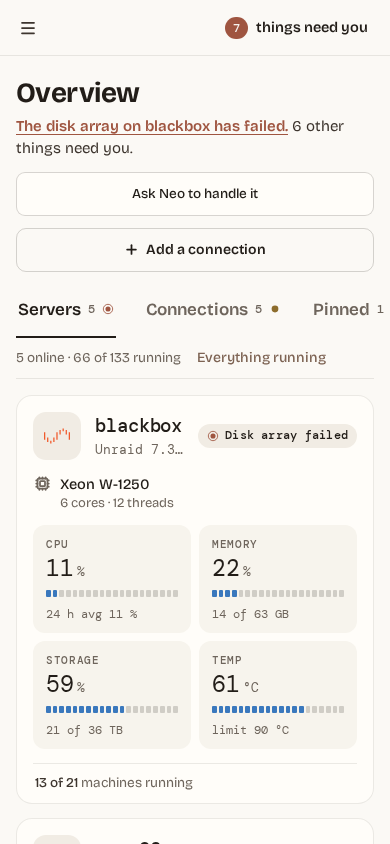 7 things need you
Overview
The disk array on blackbox has failed. 6 other
things need you.
Ask Neo to handle it
+ Add a connection
Servers 5 Connections 5 Pinned 1
5 online · 66 of 133 running Everything running
blackbox
Unraid 7.3…
Disk array failed
Xeon W-1250
6 cores · 12 threads
CPU
11 %
24 h avg 11 %
MEMORY
22 %
14 of 63 GB
STORAGE
59 %
21 of 36 TB
TEMP
61 °C
limit 90 °C
13 of 21 machines running